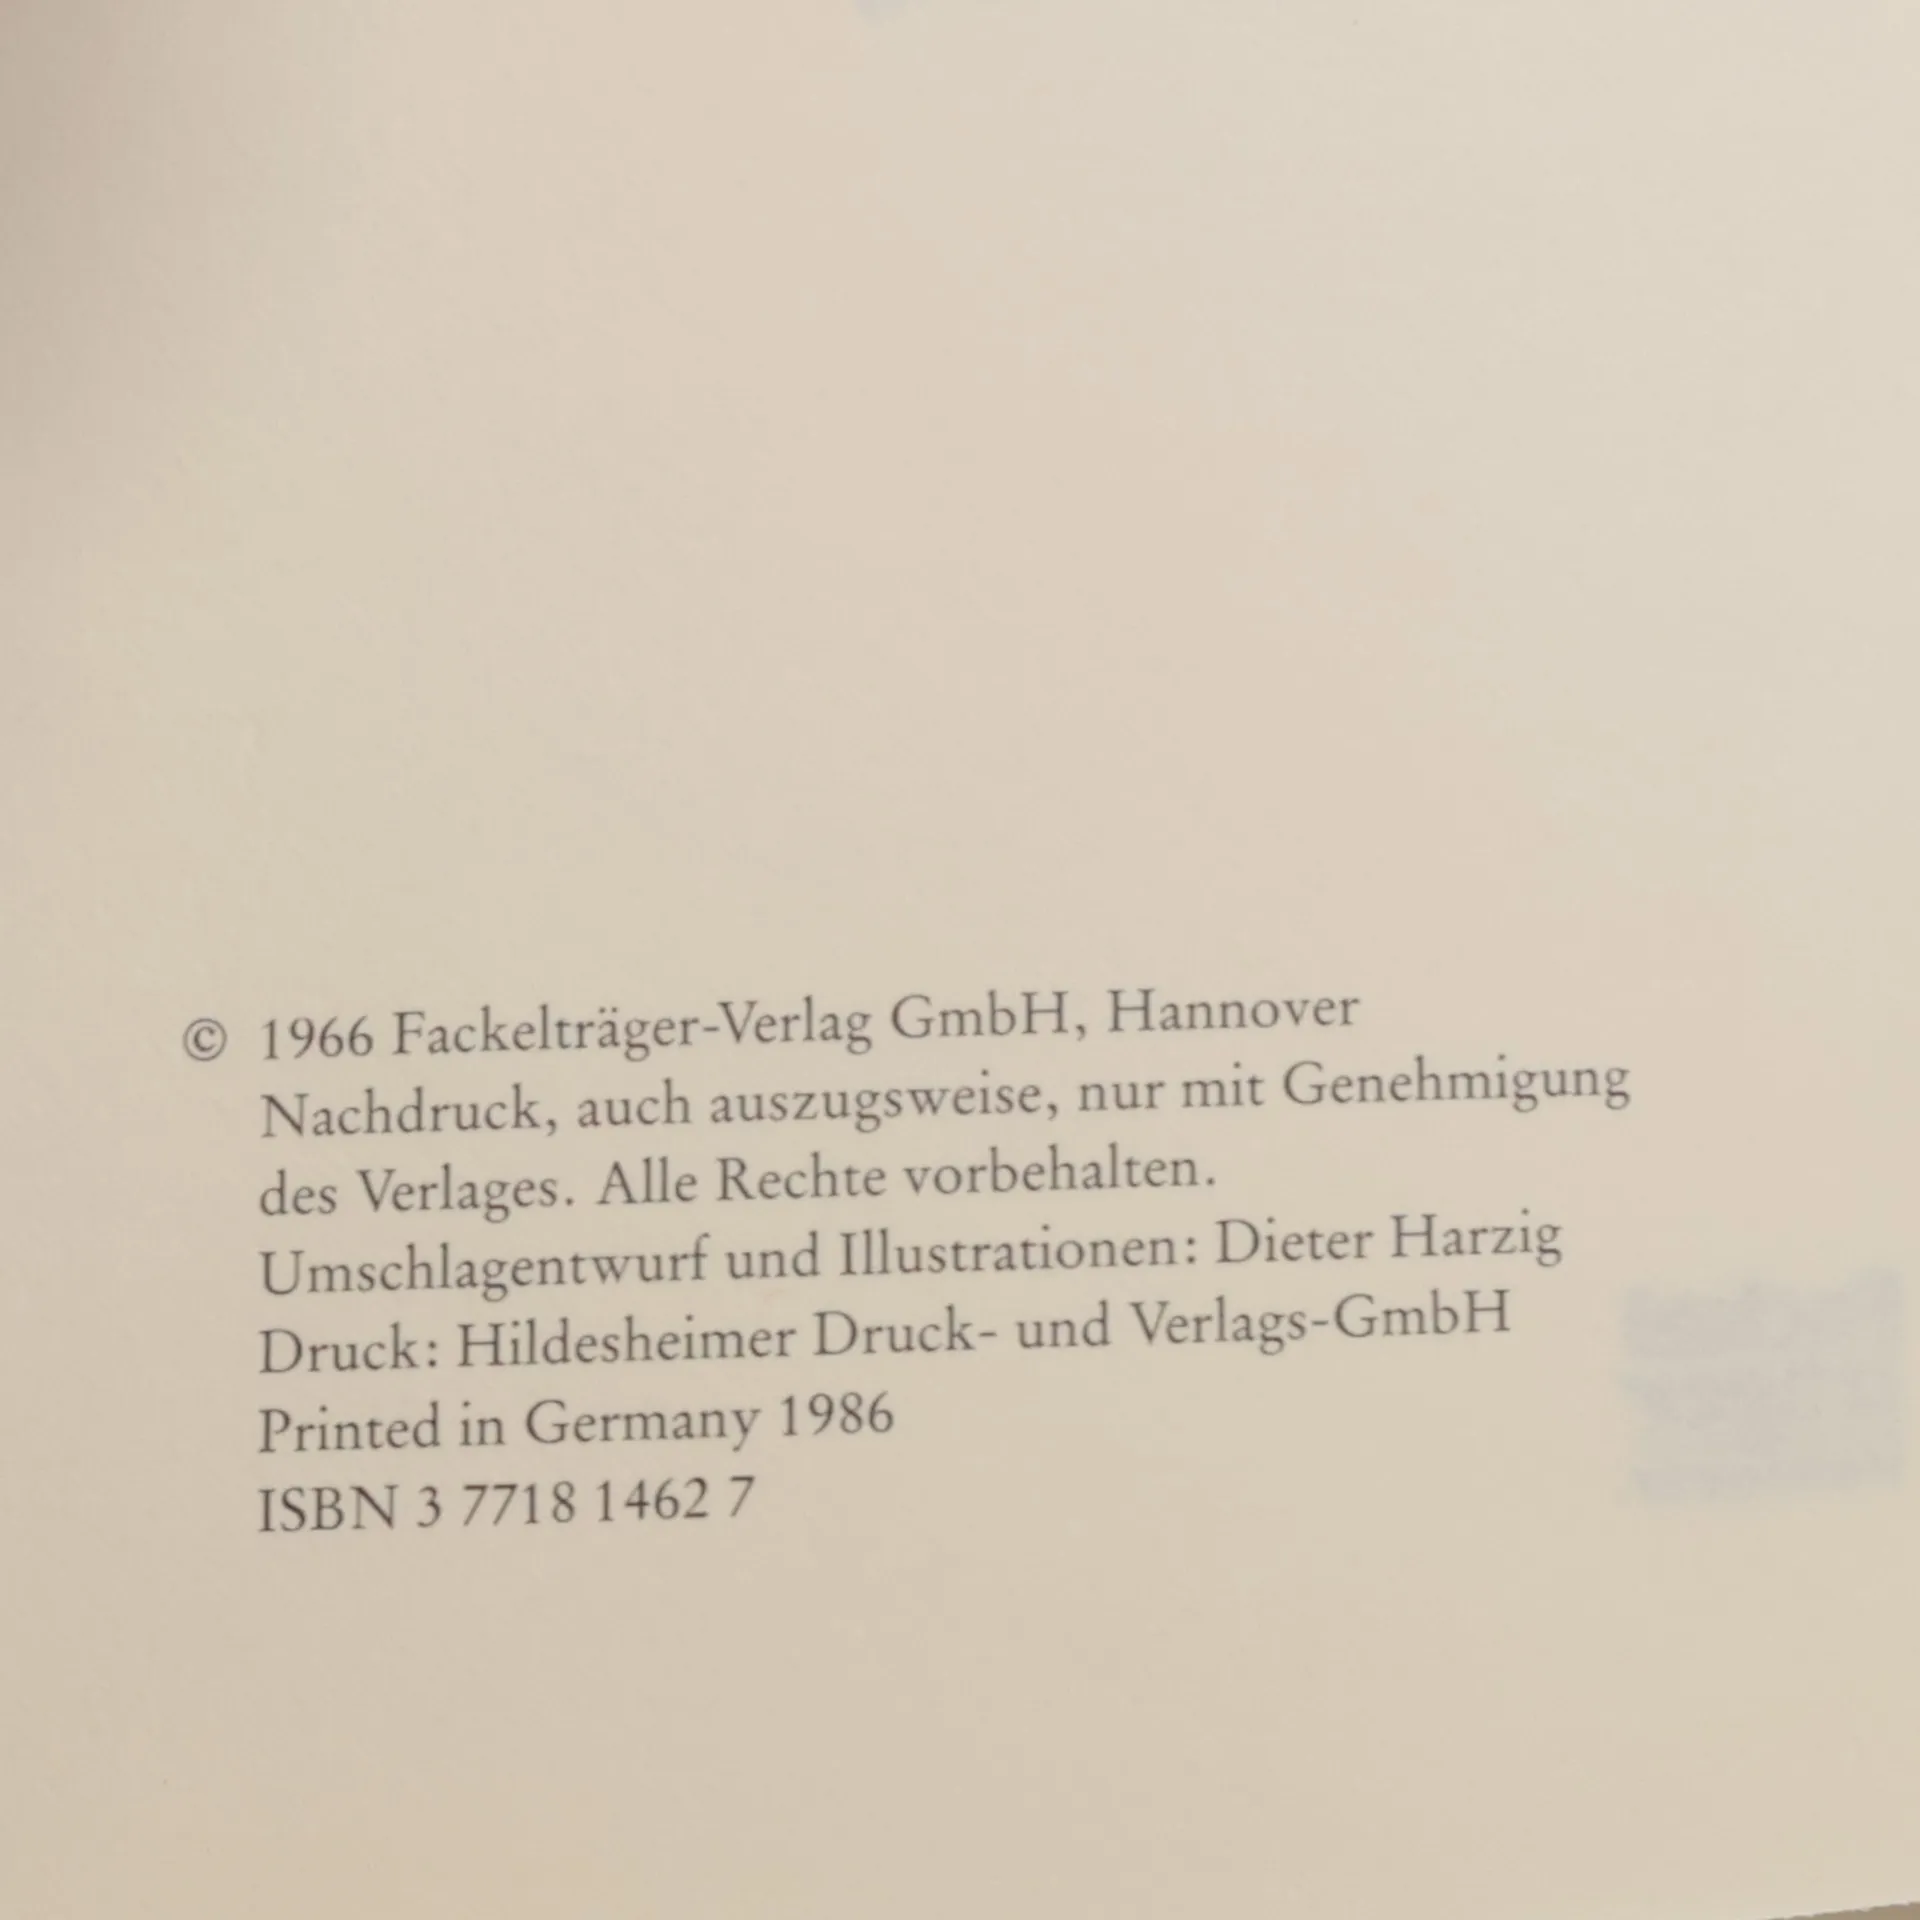 © 1966 Fackelträger-Verlag GmbH, Hannover
Nachdruck, auch auszugsweise, nur mit Genehmigung
des Verlages. Alle Rechte vorbehalten.
Umschlagentwurf und Illustrationen: Dieter Harzig
Druck: Hildesheimer Druck- und Verlags-GmbH
Printed in Germany 1986
ISBN 3 7718 1462 7